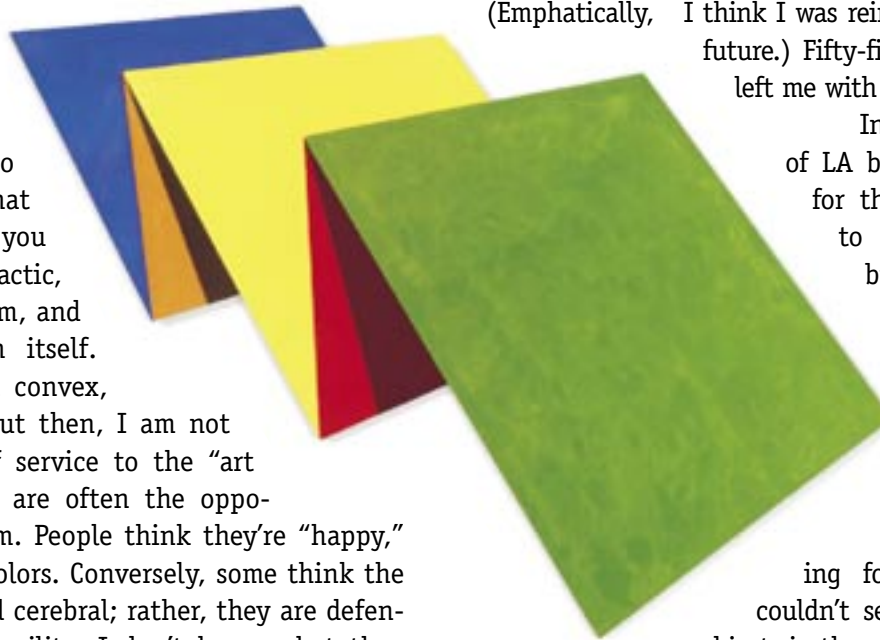 o
hat
you
actic,
m, and
n itself.
convex,
ut then, I am not
service to the “art
are often the oppo-
m. People think they’re “happy,”
olors. Conversely, some think the
cerebral; rather, they are defen-
(Emphatically, I think I was rei
future.) Fifty-fi
left me with
In
of LA b
for th
to
b
ing fo
couldn’t se